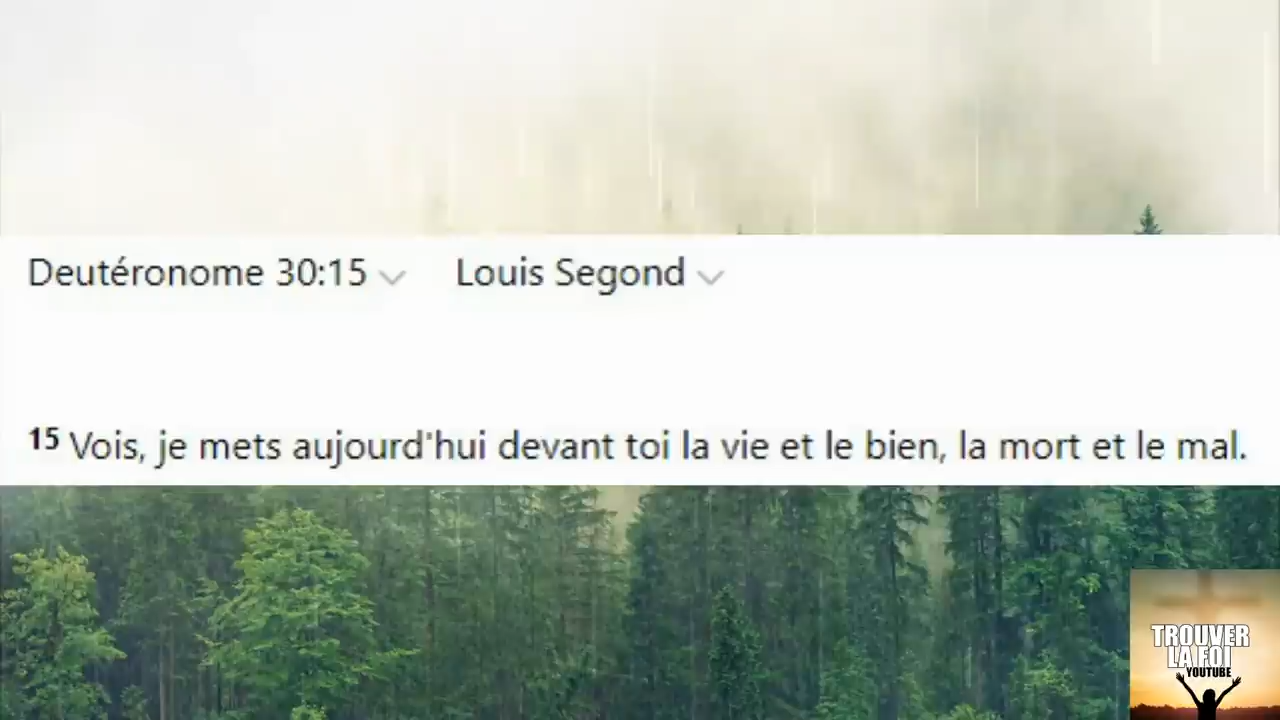 Deutéronome 30:15 Louis Segond
15 Vois, je mets aujourd'hui devant toi la vie et le bien, la mort et le mal.
TROUVER
LA FOI
YOUTUBE